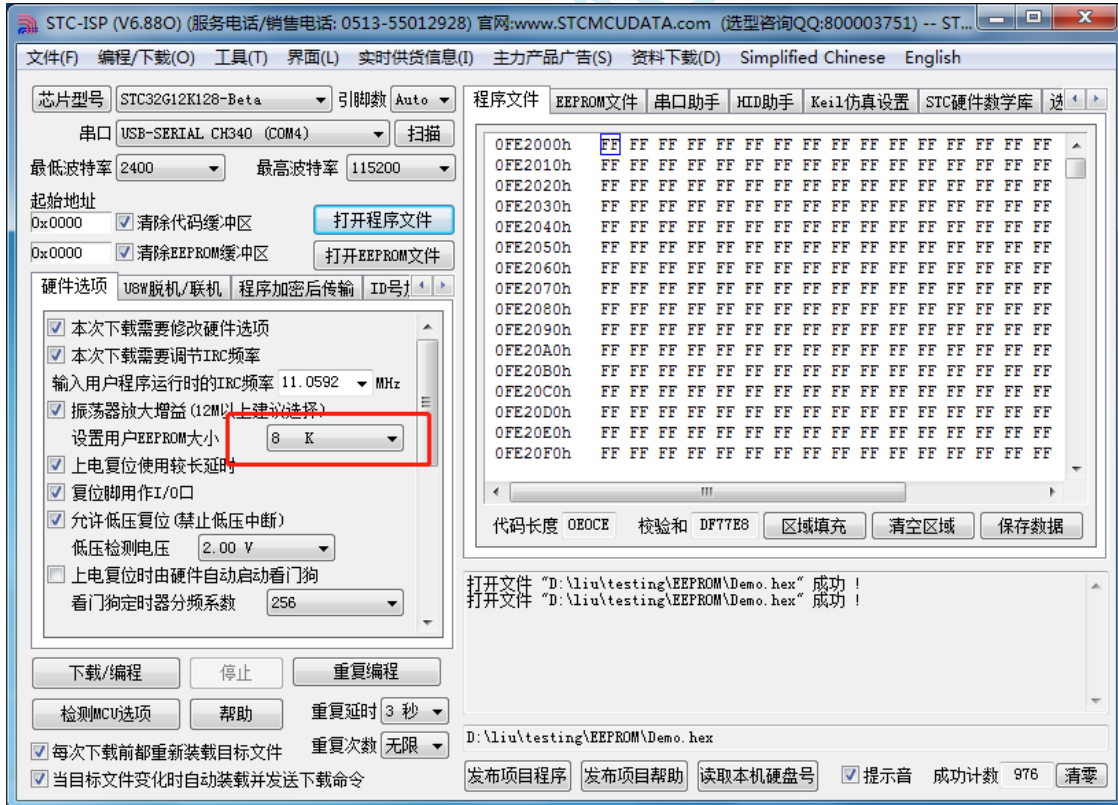 STC-ISP (V6.88O) (服务电话/销售电话: 0513-55012928) 官网:www.STCMCUDATA.com (选型咨询QQ:800003751) -- ST...
文件(F) 编程/下载(O) 工具(T) 界面(L) 实时供货信息(I) 主力产品广告(S) 资料下载(D) Simplified Chinese English
芯片型号 STC32G12K128-Beta 引脚数 Auto
串口 USB-SERIAL CH340 (COM4) 扫描
最低波特率 2400 最高波特率 115200
起始地址
0x0000 清除代码缓冲区 打开程序文件
0x0000 清除EEPROM缓冲区 打开EEPROM文件
硬件选项 U8W脱机/联机 程序加密后传输 ID号
本次下载需要修改硬件选项
本次下载需要调节IRC频率
输入用户程序运行时的IRC频率 11.0592 MHz
振荡器放大增益(12M以上建议选择)
设置用户EEPROM大小 8 K
上电复位使用较长延时
复位脚用作I/O口
允许低压复位(禁止低压中断)
低压检测电压 2.00 V
上电复位时由硬件自动启动看门狗
看门狗定时器分频系数 256
下载/编程 停止 重复编程
检测MCU选项 帮助 重复延时 3 秒
每次下载前都重新装载目标文件 重复次数 无限
当目标文件变化时自动装载并发送下载命令
程序文件 EEPROM文件 串口助手 HID助手 Keil仿真设置 STC硬件数学库 选
0FE2000h FF FF FF FF FF FF FF FF FF FF FF FF FF FF FF FF
0FE2010h FF FF FF FF FF FF FF FF FF FF FF FF FF FF FF FF
0FE2020h FF FF FF FF FF FF FF FF FF FF FF FF FF FF FF FF
0FE2030h FF FF FF FF FF FF FF FF FF FF FF FF FF FF FF FF
0FE2040h FF FF FF FF FF FF FF FF FF FF FF FF FF FF FF FF
0FE2050h FF FF FF FF FF FF FF FF FF FF FF FF FF FF FF FF
0FE2060h FF FF FF FF FF FF FF FF FF FF FF FF FF FF FF FF
0FE2070h FF FF FF FF FF FF FF FF FF FF FF FF FF FF FF FF
0FE2080h FF FF FF FF FF FF FF FF FF FF FF FF FF FF FF FF
0FE2090h FF FF FF FF FF FF FF FF FF FF FF FF FF FF FF FF
0FE20A0h FF FF FF FF FF FF FF FF FF FF FF FF FF FF FF FF
0FE20B0h FF FF FF FF FF FF FF FF FF FF FF FF FF FF FF FF
0FE20C0h FF FF FF FF FF FF FF FF FF FF FF FF FF FF FF FF
0FE20D0h FF FF FF FF FF FF FF FF FF FF FF FF FF FF FF FF
0FE20E0h FF FF FF FF FF FF FF FF FF FF FF FF FF FF FF FF
0FE20F0h FF FF FF FF FF FF FF FF FF FF FF FF FF FF FF FF
代码长度 0E0CE 校验和 DF77E8 区域填充 清空区域 保存数据
打开文件 "D:\liu\testing\EEPROM\Demo.hex" 成功 !
打开文件 "D:\liu\testing\EEPROM\Demo.hex" 成功 !
D:\liu\testing\EEPROM\Demo.hex
发布项目程序 发布项目帮助 读取本机硬盘号 提示音 成功计数 976 清零